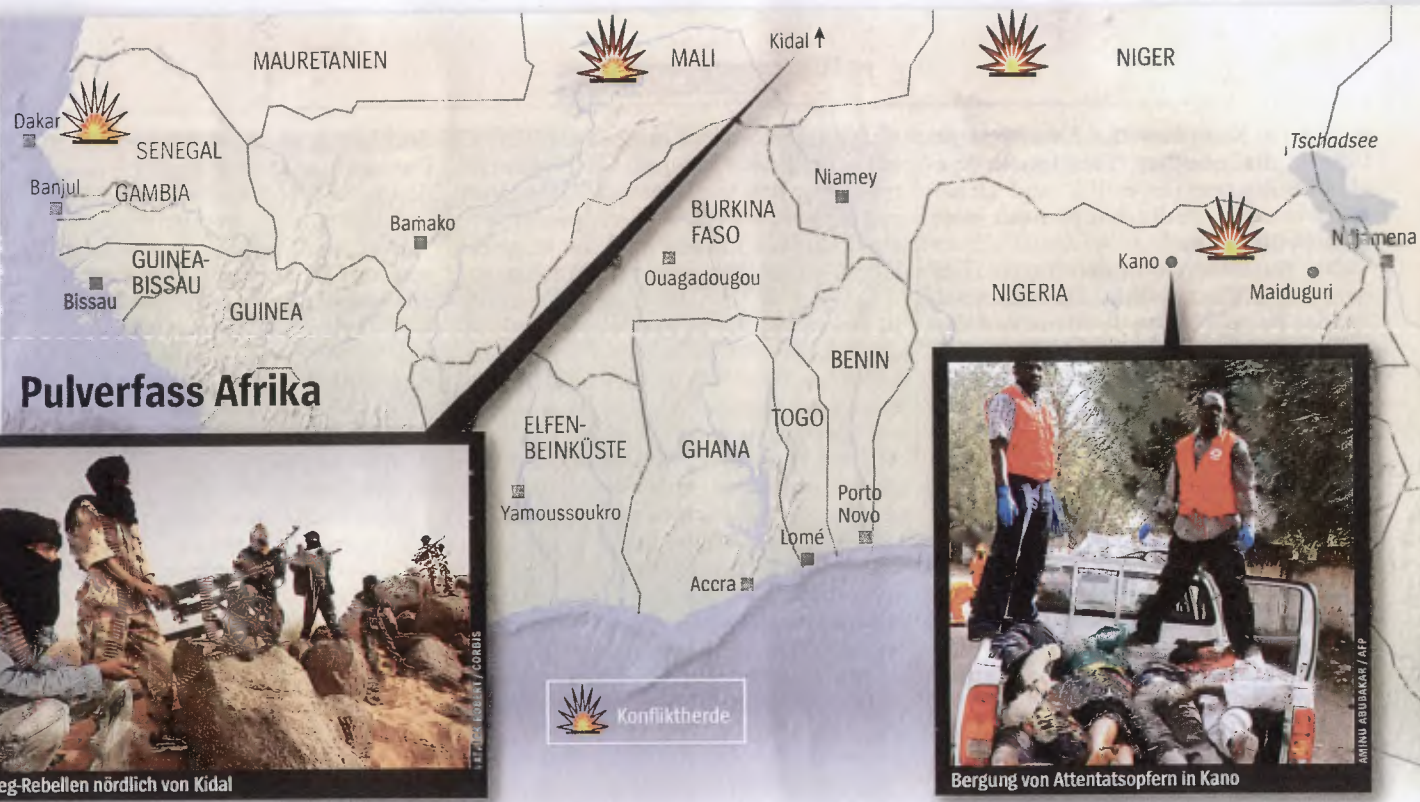 MAURETANIEN
MALI
Kidal ↑
NIGER
Dakar
SENEGAL
Tschadsee
Banjul
GAMBIA
Niamey
Bamako
BURKINA
FASO
N'Djamena
GUINEA-
BISSAU
Kano
Ouagadougou
Bissau
GUINEA
NIGERIA
Maiduguri
BENIN
Pulverfass Afrika
TOGO
ELFEN-
BEINKÜSTE
GHANA
Yamoussoukro
Porto
Novo
Lomé
Accra
Konfliktherde
/ CORBIS
AMINU ABUBAKAR / AFP
eg-Rebellen nördlich von Kidal
Bergung von Attentatsopfern in Kano